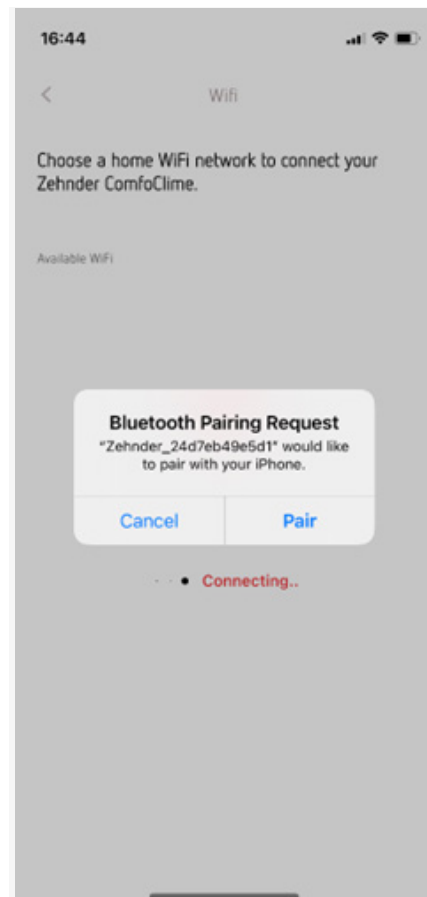 16:44
Wifi
Choose a home WiFi network to connect your
Zehnder ComfoClime.
Available WiFi
Bluetooth Pairing Request
"Zehnder_24d7eb49e5d1" would like
to pair with your iPhone.
Cancel
Pair
Connecting..